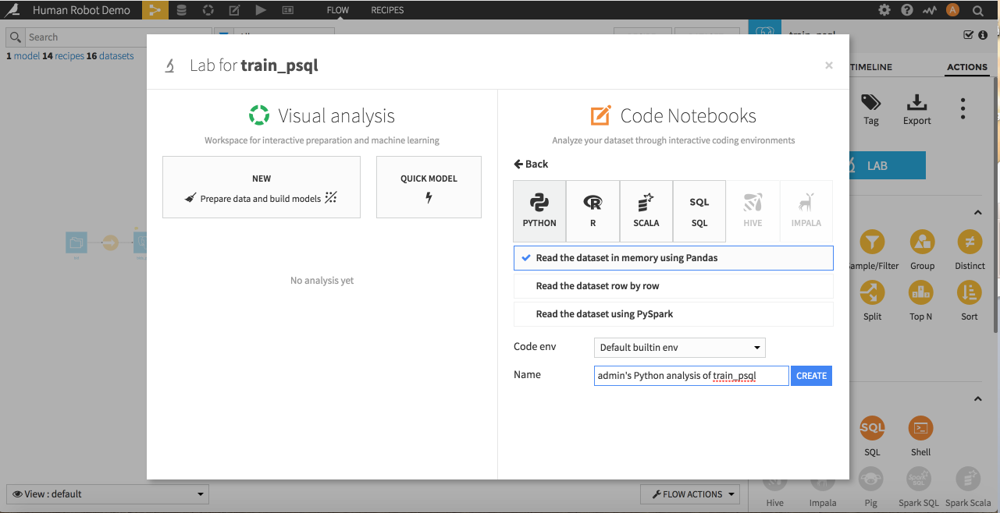 Human Robot Demo
FLOW
RECIPES
A
Search
1 model 14 recipes 16 datasets
TIMELINE
ACTIONS
Tag
Export
LAB
Lab for train_psql
×
Visual analysis
Workspace for interactive preparation and machine learning
NEW
Prepare data and build models
QUICK MODEL
No analysis yet
Code Notebooks
Analyze your dataset through interactive coding environments
Back
PYTHON
R
SCALA
SQL
SQL
HIVE
IMPALA
Read the dataset in memory using Pandas
Read the dataset row by row
Read the dataset using PySpark
Code env
Default builtin env
Name
admin's Python analysis of train_psql
CREATE
ample/Filter
Group
Distinct
Split
Top N
Sort
SQL
SQL
Shell
Hive
Impala
Pig
Spark SQL
Spark Scala
View : default
FLOW ACTIONS